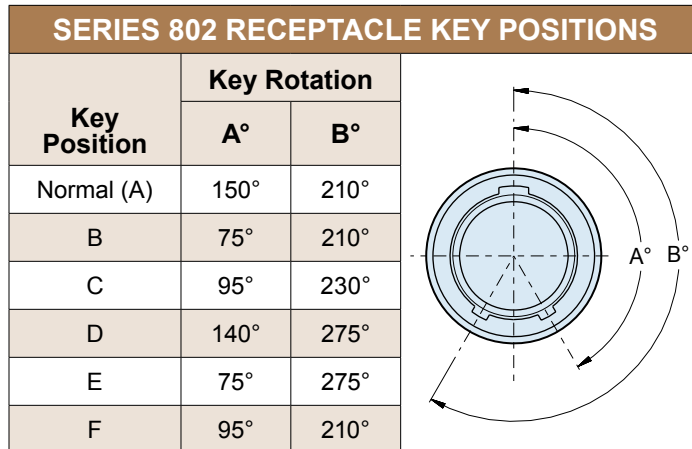 SERIES 802 RECEPTACLE KEY POSITIONS
Key Position
Key Rotation
A° B°
Normal (A) 150° 210°
B 75° 210°
C 95° 230°
D 140° 275°
E 75° 275°
F 95° 210°
A° B°